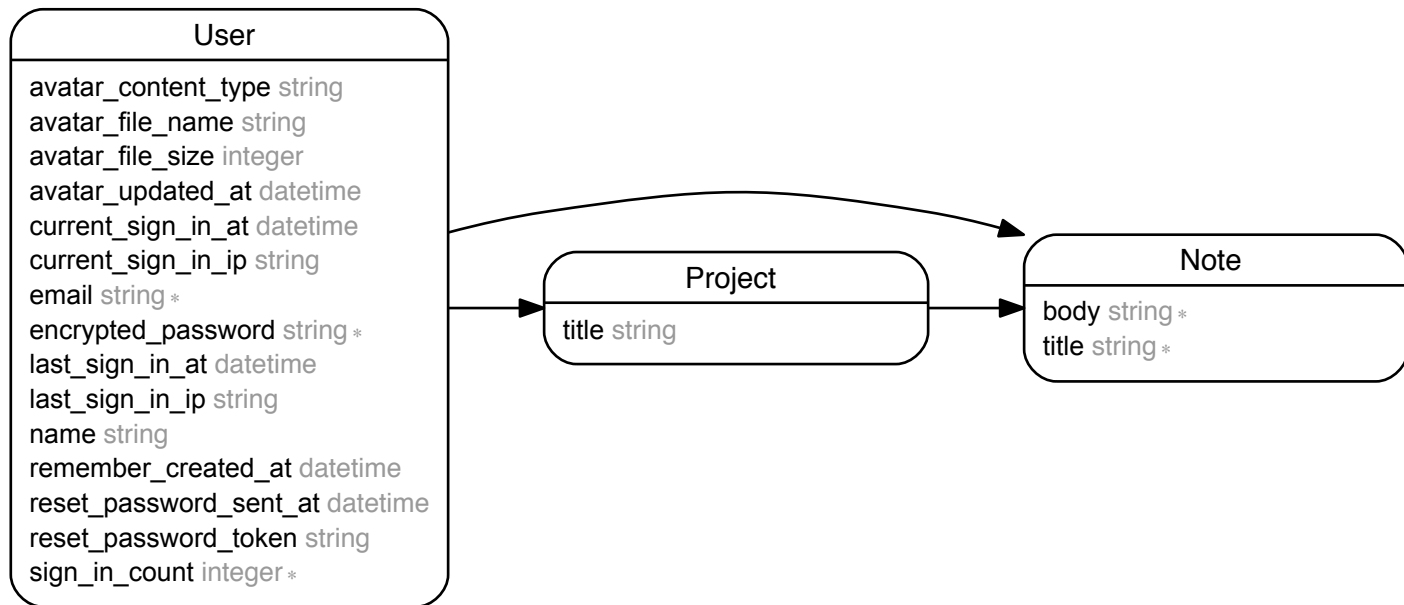 User
avatar_content_type string
avatar_file_name string
avatar_file_size integer
avatar_updated_at datetime
current_sign_in_at datetime
current_sign_in_ip string
email string *
encrypted_password string *
last_sign_in_at datetime
last_sign_in_ip string
name string
remember_created_at datetime
reset_password_sent_at datetime
reset_password_token string
sign_in_count integer *
Project
title string
Note
body string *
title string *